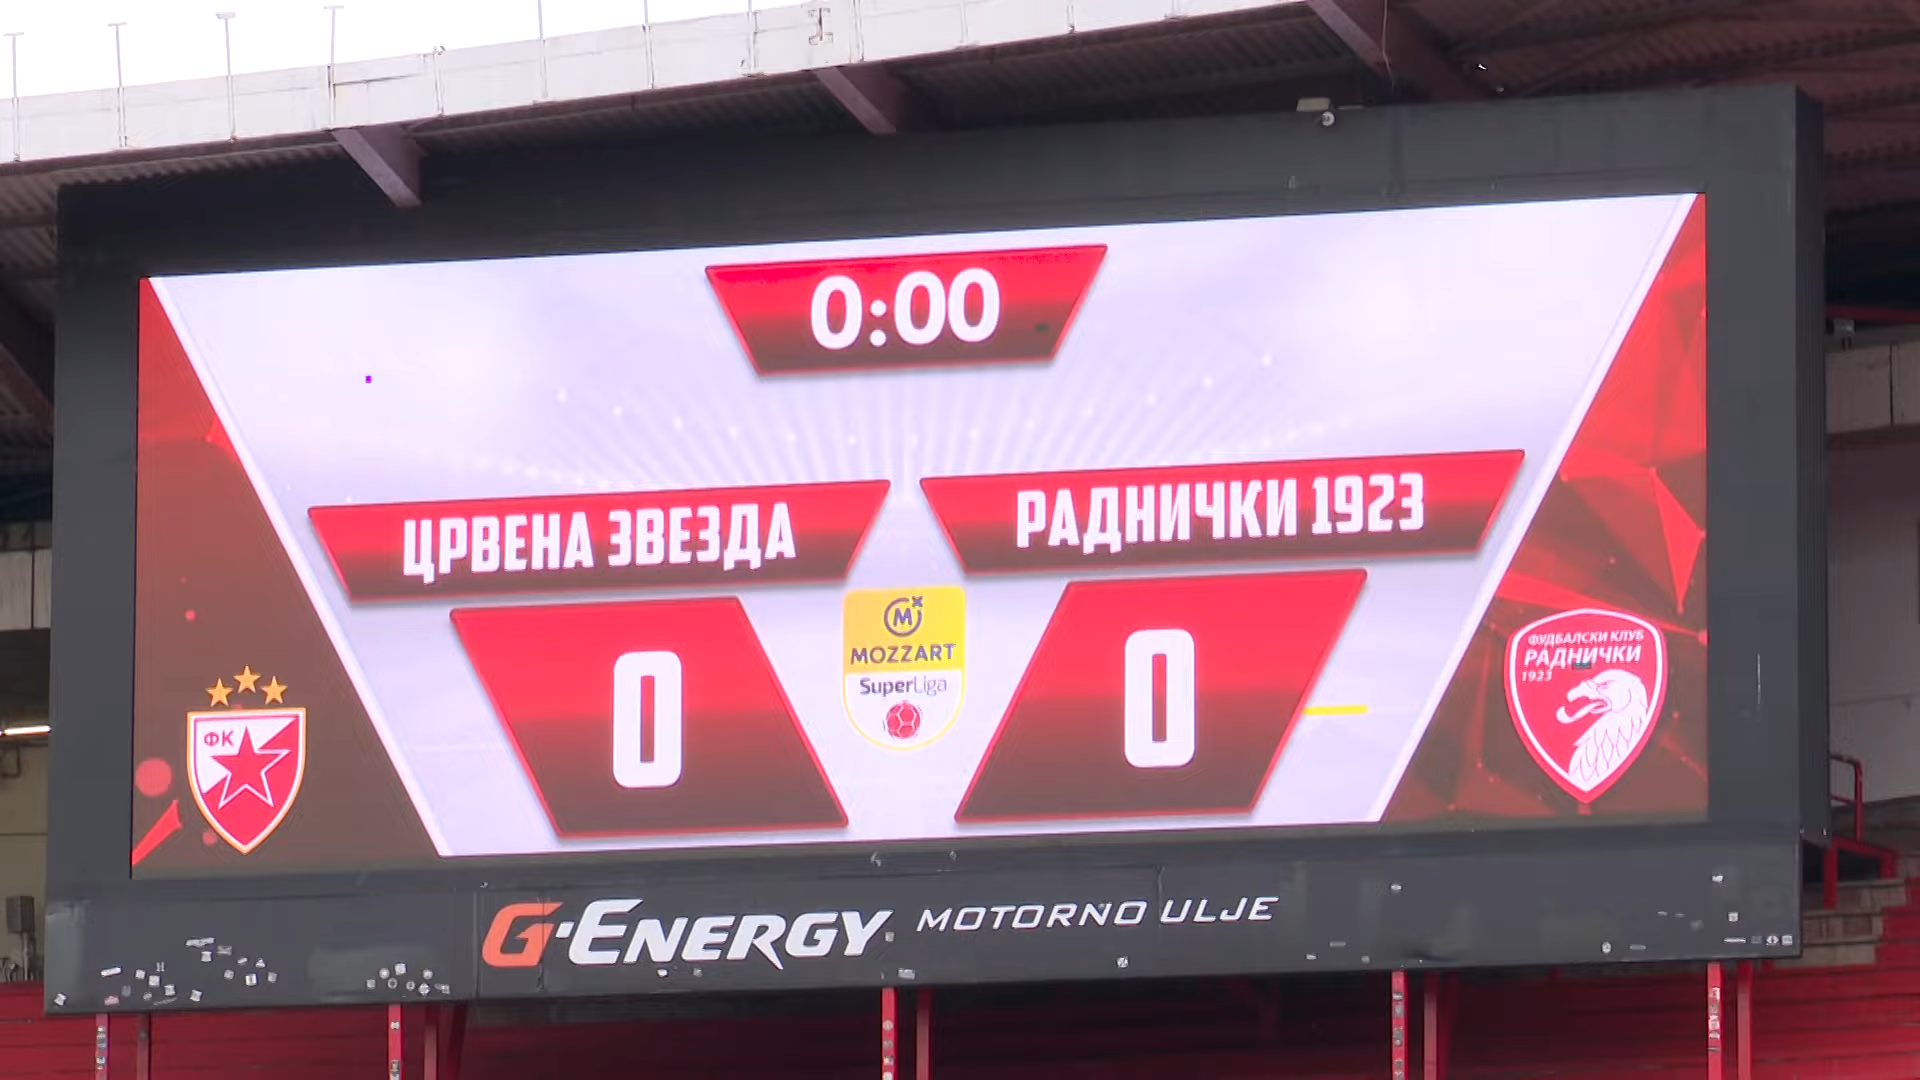 0:00
ЦРВЕНА ЗВЕЗДА
РАДНИЧКИ 1923
0
0
MOZZART
SuperLiga
ФК
ФУДБАЛСКИ КЛУБ
РАДНИЧКИ
1923
G-ENERGY MOTORNO ULJE